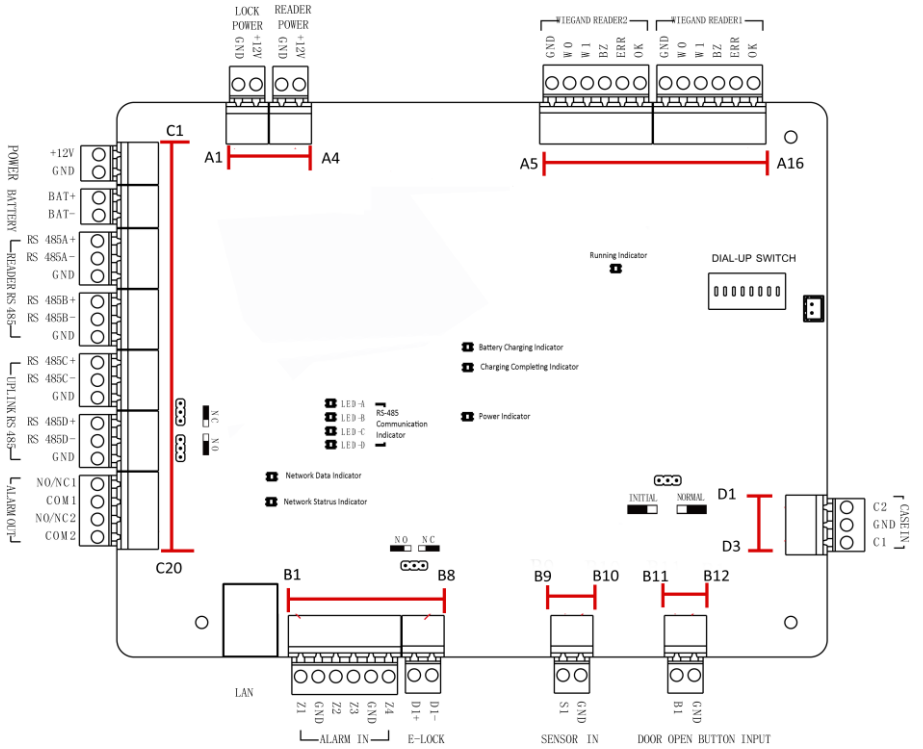 LOCK POWER
READER POWER
GND
+12V
GND
+12V
WIEGAND READER2
WIEGAND READER1
GND
W0
W1
BZ
ERR
OK
GND
W0
W1
BZ
ERR
OK
C1
A1
A4
A5
A16
POWER
+12V
GND
BATTERY
BAT+
BAT-
READER RS 485
RS 485A+
RS 485A-
GND
RS 485B+
RS 485B-
GND
UPLINK RS 485
RS 485C+
RS 485C-
GND
RS 485D+
RS 485D-
GND
ALARM OUT
NO/NC1
COM1
NO/NC2
COM2
NC
NO
C20
Running Indicator
DIAL-UP SWITCH
Battery Charging Indicator
Charging Completing Indicator
LED-A
LED-B
LED-C
LED-D
RS-485
Communication
Indicator
Power Indicator
Network Data Indicator
Network Statrus Indicator
INITIAL
NORMAL
D1
D3
C2
GND
C1
CASE IN
NO
NC
B1
B8
B9
B10
B11
B12
LAN
Z1
GND
Z2
Z3
GND
Z4
D1+
D1-
S1
GND
B1
GND
ALARM IN
E-LOCK
SENSOR IN
DOOR OPEN BUTTON INPUT